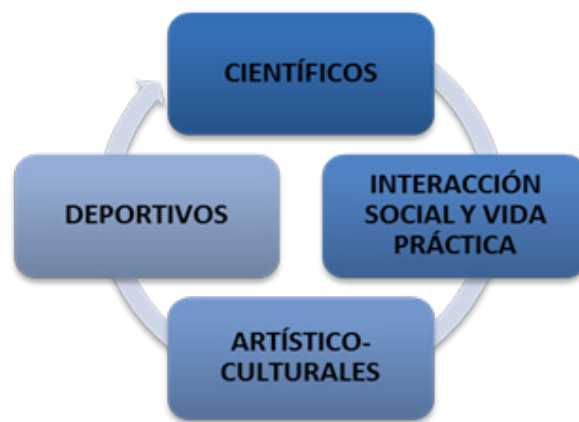 CIENTÍFICOS
INTERACCIÓN
SOCIAL Y VIDA
PRÁCTICA
ARTÍSTICO-
CULTURALES
DEPORTIVOS